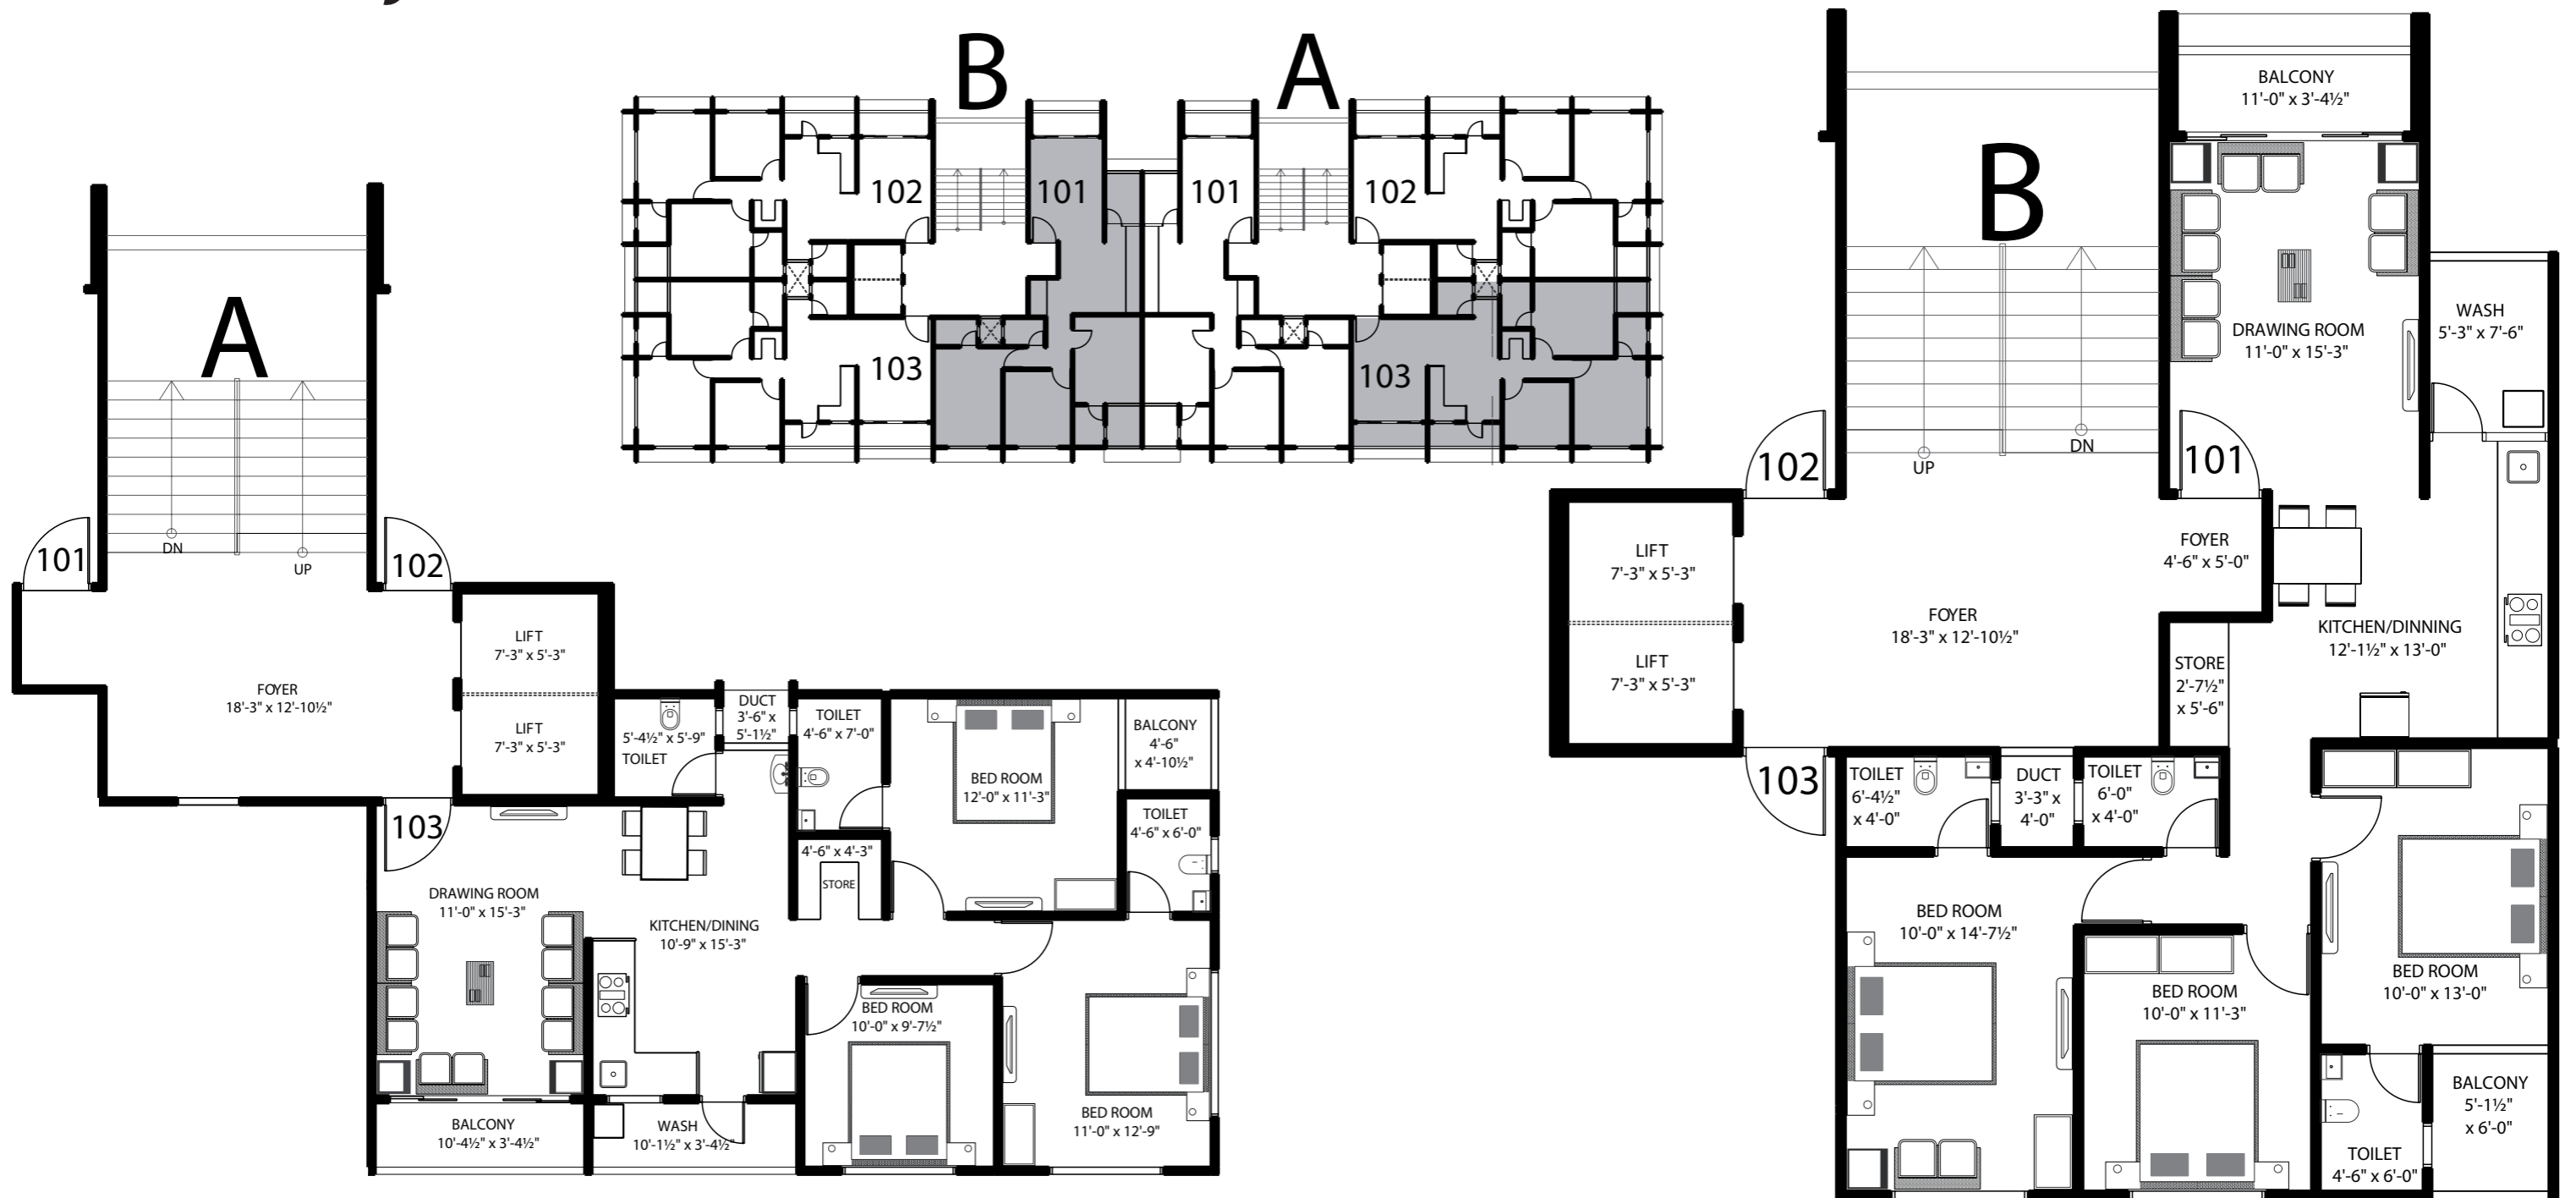 B
A
102
101
101
102
103
103
A
101
DN
UP
102
LIFT
7'-3" x 5'-3"
FOYER
18'-3" x 12'-10½"
LIFT
7'-3" x 5'-3"
103
5'-4½" x 5'-9"
TOILET
DUCT
3'-6" x
5'-1½"
TOILET
4'-6" x 7'-0"
BED ROOM
12'-0" x 11'-3"
BALCONY
4'-6"
x 4'-10½"
TOILET
4'-6" x 6'-0"
4'-6" x 4'-3"
STORE
DRAWING ROOM
11'-0" x 15'-3"
KITCHEN/DINING
10'-9" x 15'-3"
BED ROOM
10'-0" x 9'-7½"
BED ROOM
11'-0" x 12'-9"
BALCONY
10'-4½" x 3'-4½"
WASH
10'-1½" x 3'-4½"
BALCONY
11'-0" x 3'-4½"
B
WASH
5'-3" x 7'-6"
DRAWING ROOM
11'-0" x 15'-3"
102
UP
DN
101
LIFT
7'-3" x 5'-3"
FOYER
4'-6" x 5'-0"
FOYER
18'-3" x 12'-10½"
KITCHEN/DINNING
12'-1½" x 13'-0"
LIFT
7'-3" x 5'-3"
STORE
2'-7½"
x 5'-6"
103
TOILET
6'-4½"
x 4'-0"
DUCT
3'-3" x
4'-0"
TOILET
6'-0"
x 4'-0"
BED ROOM
10'-0" x 14'-7½"
BED ROOM
10'-0" x 11'-3"
BED ROOM
10'-0" x 13'-0"
BALCONY
5'-1½"
x 6'-0"
TOILET
4'-6" x 6'-0"